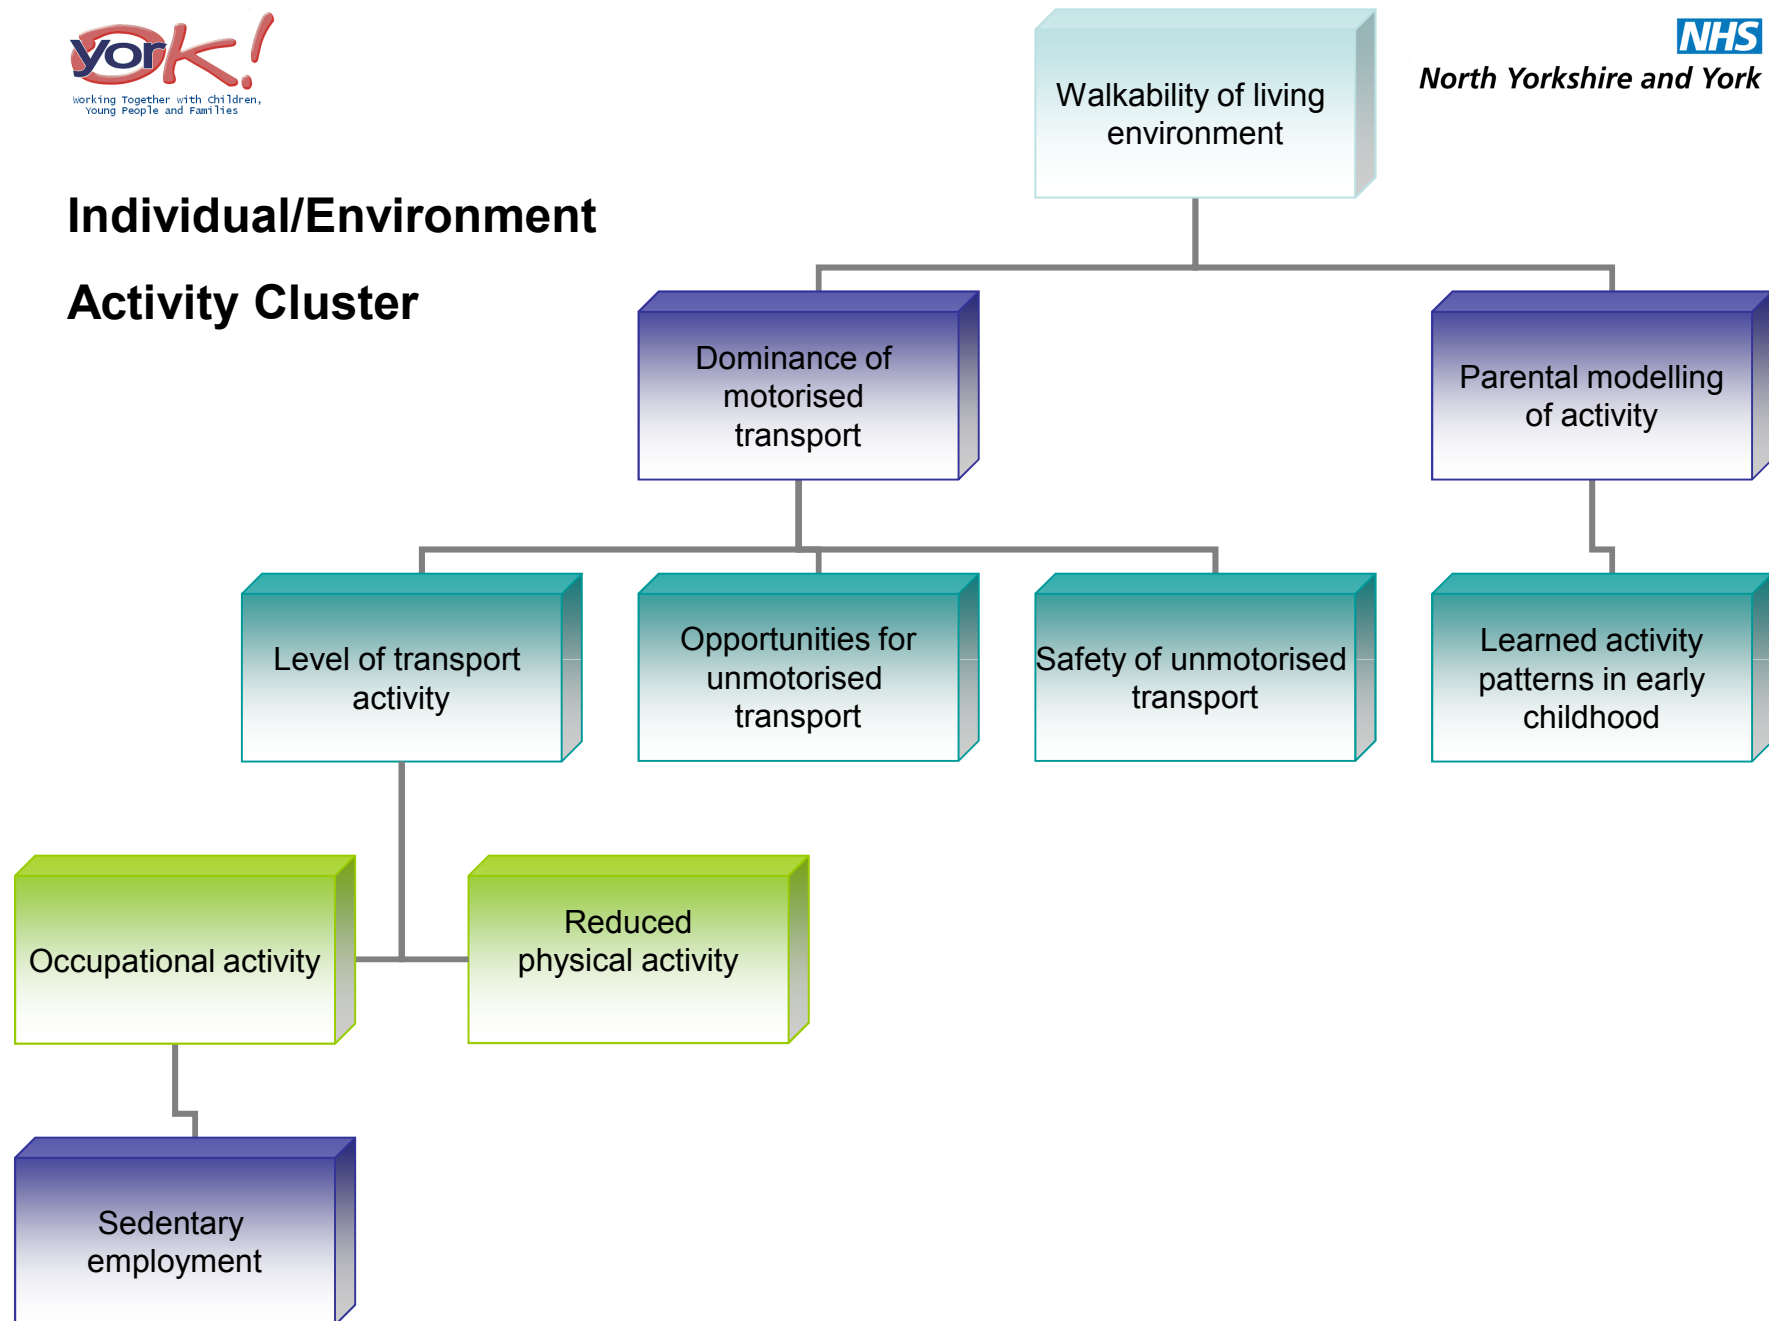 yorOK!
Working Together with Children,
Young People and Families
NHS
North Yorkshire and York
Individual/Environment
Activity Cluster
Walkability of living
environment
Dominance of
motorised
transport
Parental modelling
of activity
Level of transport
activity
Opportunities for
unmotorised
transport
Safety of unmotorised
transport
Learned activity
patterns in early
childhood
Occupational activity
Reduced
physical activity
Sedentary
employment